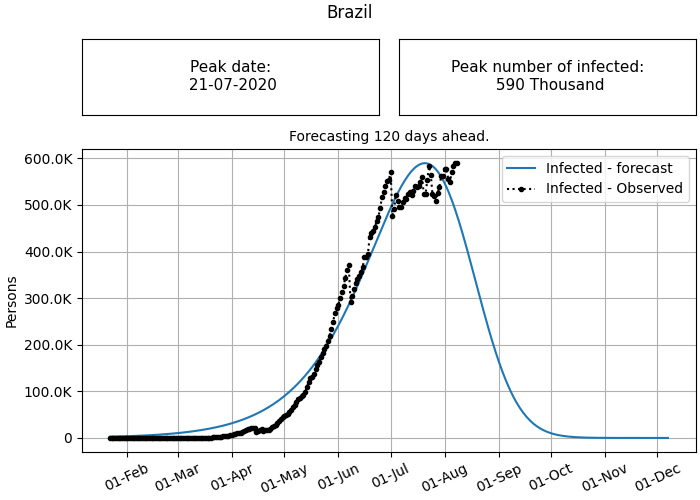 Brazil
Peak date:
21-07-2020
Peak number of infected:
590 Thousand
Forecasting 120 days ahead.
600.0K
500.0K
400.0K
300.0K
200.0K
100.0K
0
Persons
Infected - forecast
Infected - Observed
01-Feb
01-Mar
01-Apr
01-May
01-Jun
01-Jul
01-Aug
01-Sep
01-Oct
01-Nov
01-Dec